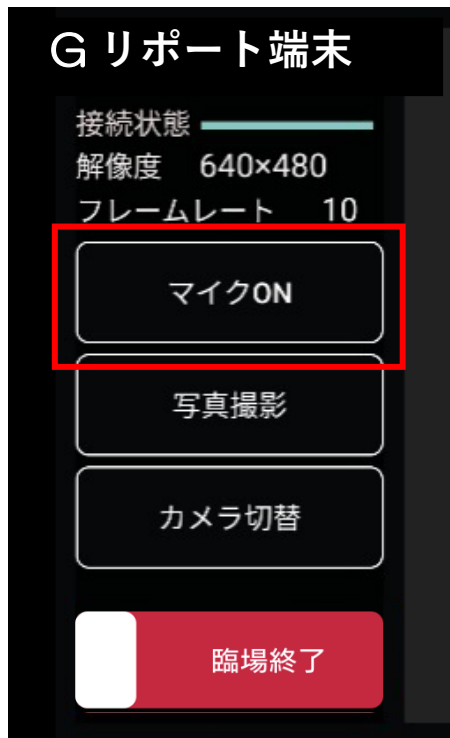 G リポート端末
接続状態
解像度 640×480
フレームレート 10
マイクON
写真撮影
カメラ切替
臨場終了